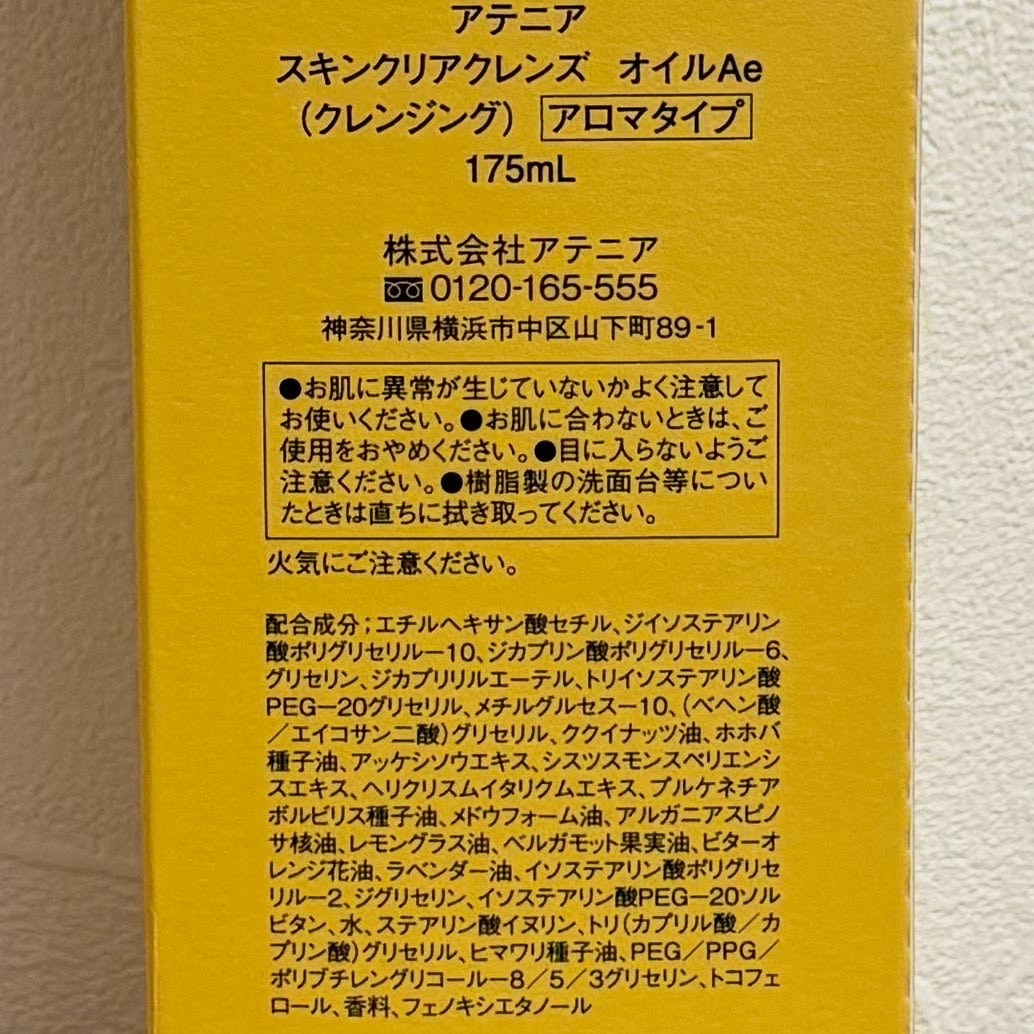 アテニア
スキンクリアクレンズ オイルAe
(クレンジング) アロマタイプ
175mL
株式会社アテニア
0120-165-555
神奈川県横浜市中区山下町89-1
●お肌に異常が生じていないかよく注意して
お使いください。●お肌に合わないときは、ご
使用をおやめください。●目に入らないようご
注意ください。●樹脂製の洗面台等につい
たときは直ちに拭き取ってください。
火気にご注意ください。
配合成分；エチルヘキサン酸セチル、ジイソステアリン
酸ポリグリセリル－10、ジカプリン酸ポリグリセリル－6、
グリセリン、ジカプリリルエーテル、トリイソステアリン酸
PEG－20グリセリル、メチルグルセス－10、(ベヘン酸
／エイコサン二酸)グリセリル、ククイナッツ油、ホホバ
種子油、アッケシソウエキス、シスツスモンスペリエンシ
スエキス、ヘリクリスムイタリクムエキス、プルケネチア
ボルビリス種子油、メドウフォーム油、アルガニアスピノ
サ核油、レモングラス油、ベルガモット果実油、ビターオ
レンジ花油、ラベンダー油、イソステアリン酸ポリグリセ
リル－2、ジグリセリン、イソステアリン酸PEG－20ソル
ビタン、水、ステアリン酸イヌリン、トリ(カプリル酸／カ
プリン酸)グリセリル、ヒマワリ種子油、PEG／PPG／
ポリブチレングリコール－8／5／3グリセリン、トコフェ
ロール、香料、フェノキシエタノール